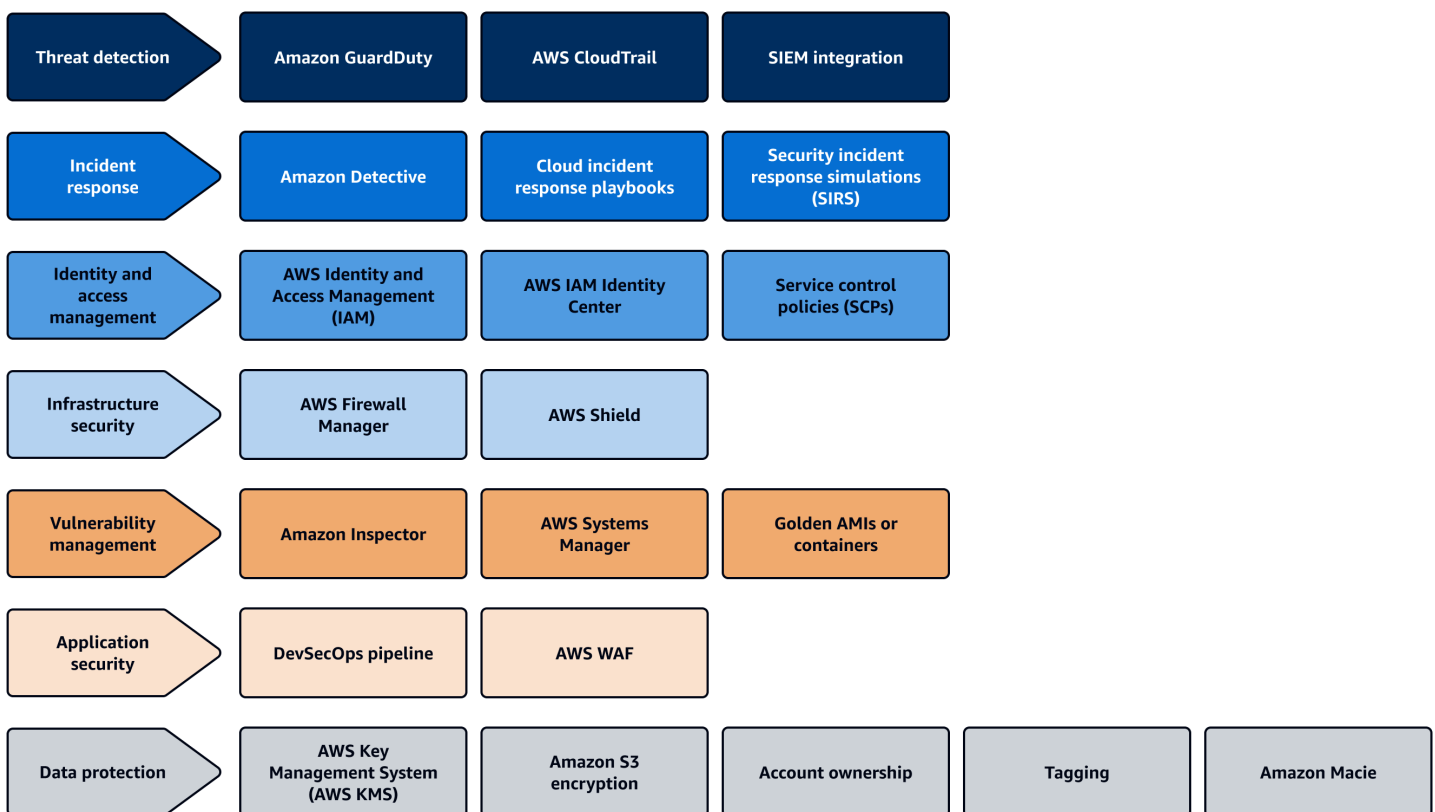 Threat detection
Amazon GuardDuty
AWS CloudTrail
SIEM integration
Incident
response
Amazon Detective
Cloud incident
response playbooks
Security incident
response simulations
(SIRS)
Identity and
access
management
AWS Identity and
Access Management
(IAM)
AWS IAM Identity
Center
Service control
policies (SCPs)
Infrastructure
security
AWS Firewall
Manager
AWS Shield
Vulnerability
management
Amazon Inspector
AWS Systems
Manager
Golden AMIs or
containers
Application
security
DevSecOps pipeline
AWS WAF
Data protection
AWS Key
Management System
(AWS KMS)
Amazon S3
encryption
Account ownership
Tagging
Amazon Macie